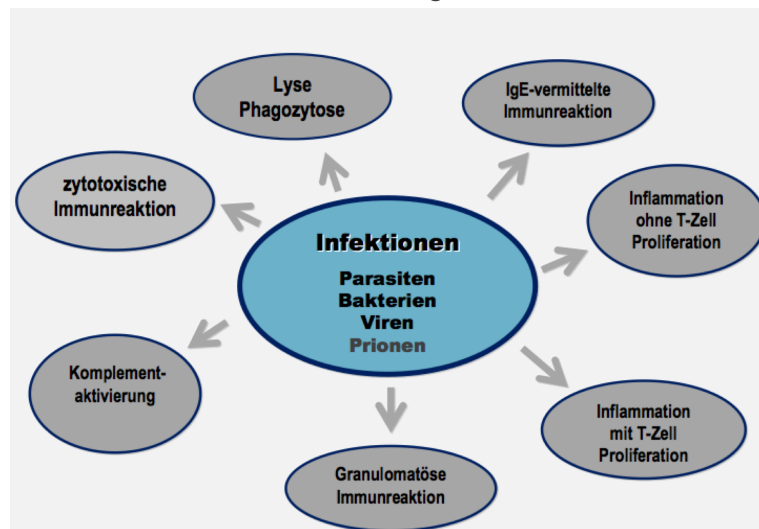 Lyse
Phagozytose
IgE-vermittelte
Immunreaktion
zytotoxische
Immunreaktion
Inflammation
ohne T-Zell
Proliferation
Infektionen
Parasiten
Bakterien
Viren
Prionen
Komplement-
aktivierung
Inflammation
mit T-Zell
Proliferation
Granulomatöse
Immunreaktion